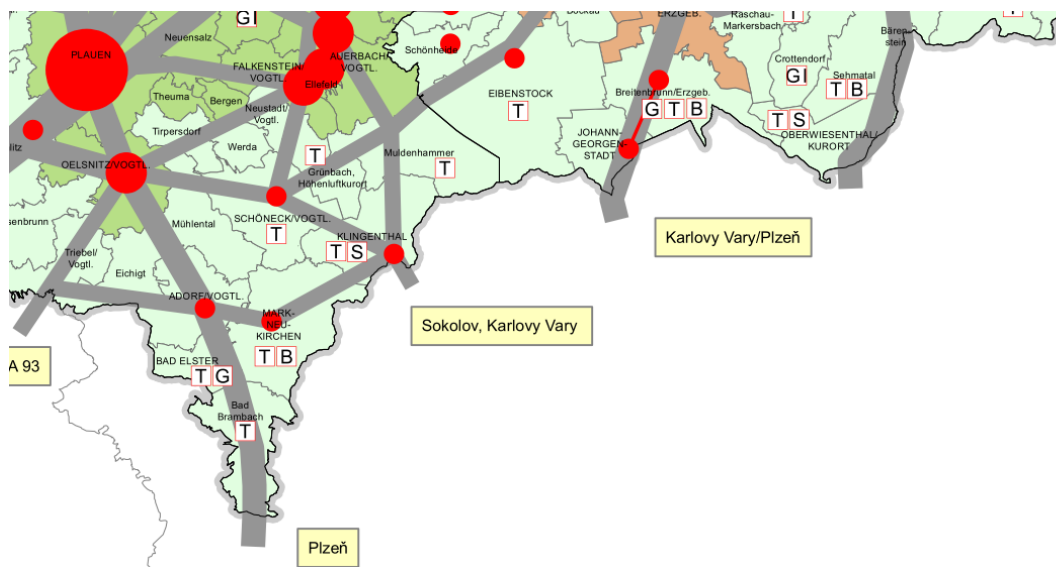 GI
Neuensalz
PLAUEN
FALKENSTEIN/
VOGTL.
AUERBACH/
VOGTL.
Ellefeld
Schönheide
ERZGEB.
Raschau-
Markersbach
T
T
Bären-
stein
Crottendorf
GI
Sehmatal
T B
Theuma
Bergen
Neustadt/
Vogtl.
Tirpersdorf
Werda
EIBENSTOCK
T
Breitenbrunn/Erzgeb.
G T B
T S
JOHANN-
GEORGEN-
STADT
OBERWIESENTHAL/
KURORT
OELSNITZ/VOGTL.
T
Grünbach,
Höhenluftkurort
Muldenhammer
T
Mühlental
SCHÖNECK/VOGTL.
T
KLINGENTHAL
T S
Triebel/
Vogtl.
Eichigt
Karlovy Vary/Plzeň
ADORF/VOGTL.
MARK-
NEU-
KIRCHEN
T B
Sokolov, Karlovy Vary
A 93
BAD ELSTER
T G
Bad
Brambach
T
Plzeň